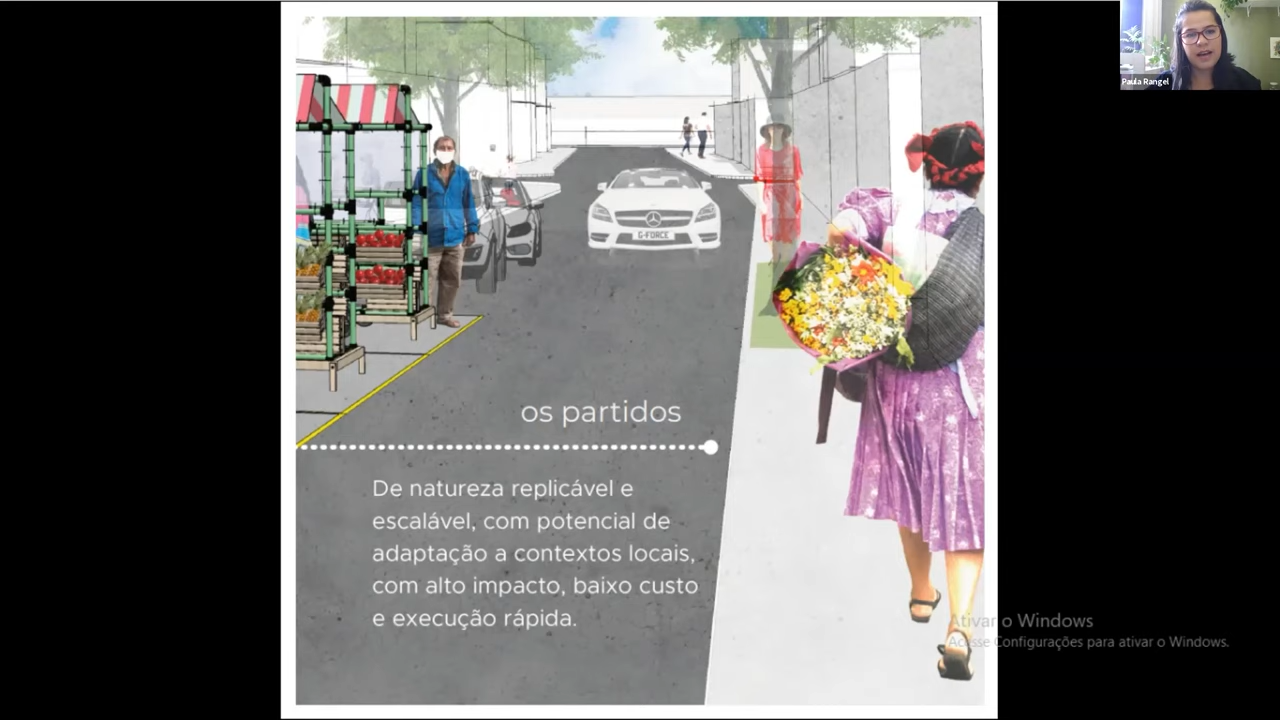 Paula Rangel
G-FORCE
os partidos
De natureza replicável e
escalável, com potencial de
adaptação a contextos locais,
com alto impacto, baixo custo
e execução rápida.
Ativar o Windows
Acesse Configurações para ativar o Windows.